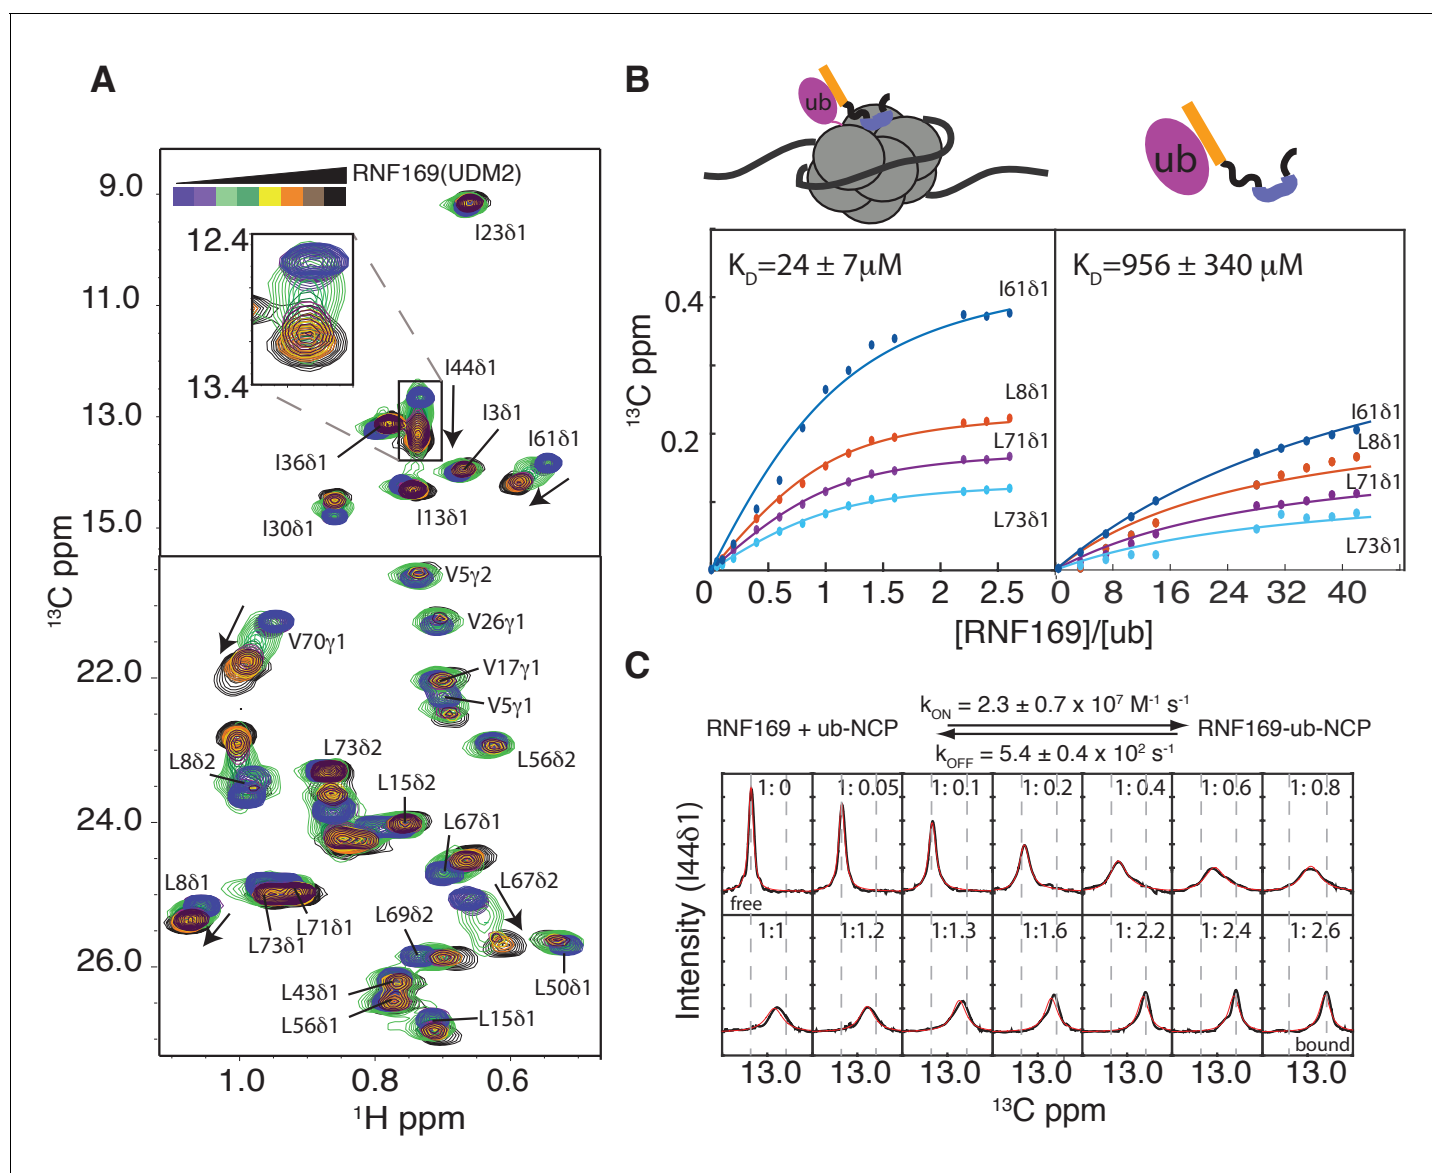 A
RNF169(UDM2)
9.0
11.0
13.0
15.0
12.4
13.4
I23δ1
I44δ1
I3δ1
I61δ1
I36δ1
I13δ1
I30δ1
¹³C ppm
22.0
24.0
26.0
V5γ2
V26γ1
V70γ1
V17γ1
V5γ1
L56δ2
L8δ2
L73δ2
L15δ2
L67δ1
L8δ1
L67δ2
L73δ1
L71δ1
L69δ2
L50δ1
L43δ1
L56δ1
L15δ1
1.0 0.8 0.6
¹H ppm
B
ub
ub
K_D=24 ± 7μM
K_D=956 ± 340 μM
0.4
0.2
¹³C ppm
I61δ1
L8δ1
L71δ1
L73δ1
I61δ1
L8δ1
L71δ1
L73δ1
0 0.5 1 1.5 2 2.5
0 8 16 24 32 40
[RNF169]/[ub]
C
k_ON = 2.3 ± 0.7 x 10⁷ M⁻¹ s⁻¹
RNF169 + ub-NCP RNF169-ub-NCP
k_OFF = 5.4 ± 0.4 x 10² s⁻¹
Intensity (I44δ1)
1: 0 1: 0.05 1: 0.1 1: 0.2 1: 0.4 1: 0.6 1: 0.8
free
1:1 1:1.2 1:1.3 1:1.6 1: 2.2 1: 2.4 1: 2.6
bound
13.0 13.0 13.0 13.0 13.0 13.0 13.0
¹³C ppm